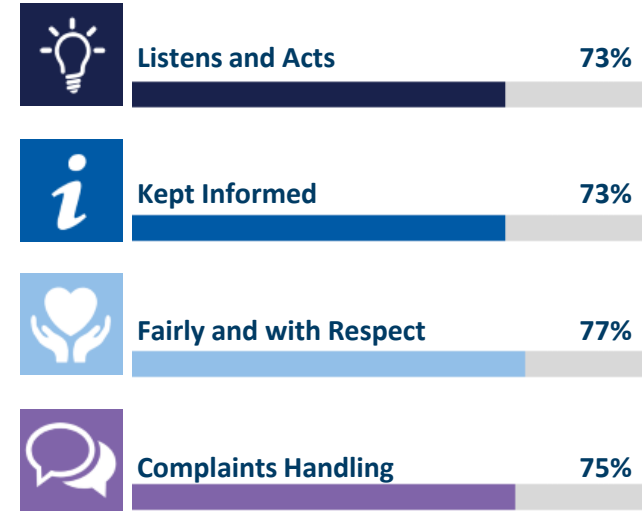 Listens and Acts 73%
Kept Informed 73%
Fairly and with Respect 77%
Complaints Handling 75%